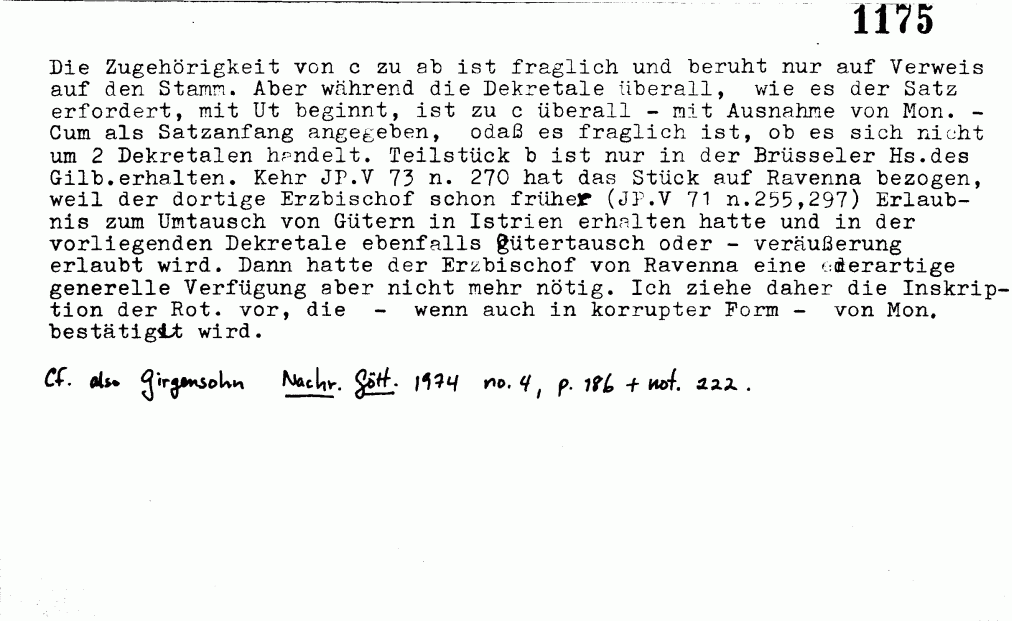 1175
Die Zugehörigkeit von c zu ab ist fraglich und beruht nur auf Verweis
auf den Stamm. Aber während die Dekretale überall, wie es der Satz
erfordert, mit Ut beginnt, ist zu c überall - mit Ausnahme von Mon. -
Cum als Satzanfang angegeben, odaß es fraglich ist, ob es sich nicht
um 2 Dekretalen handelt. Teilstück b ist nur in der Brüsseler Hs.des
Gilb.erhalten. Kehr JP.V 73 n. 270 hat das Stück auf Ravenna bezogen,
weil der dortige Erzbischof schon früher (JP.V 71 n.255,297) Erlaub-
nis zum Umtausch von Gütern in Istrien erhalten hatte und in der
vorliegenden Dekretale ebenfalls gütertausch oder - veräußerung
erlaubt wird. Dann hatte der Erzbischof von Ravenna eine derartige
generelle Verfügung aber nicht mehr nötig. Ich ziehe daher die Inskrip-
tion der Rot. vor, die - wenn auch in korrupter Form - von Mon.
bestätigt wird.
Cf. also Girgensohn Nachr. Gött. 1974 no. 4, p. 186 + not. 222.